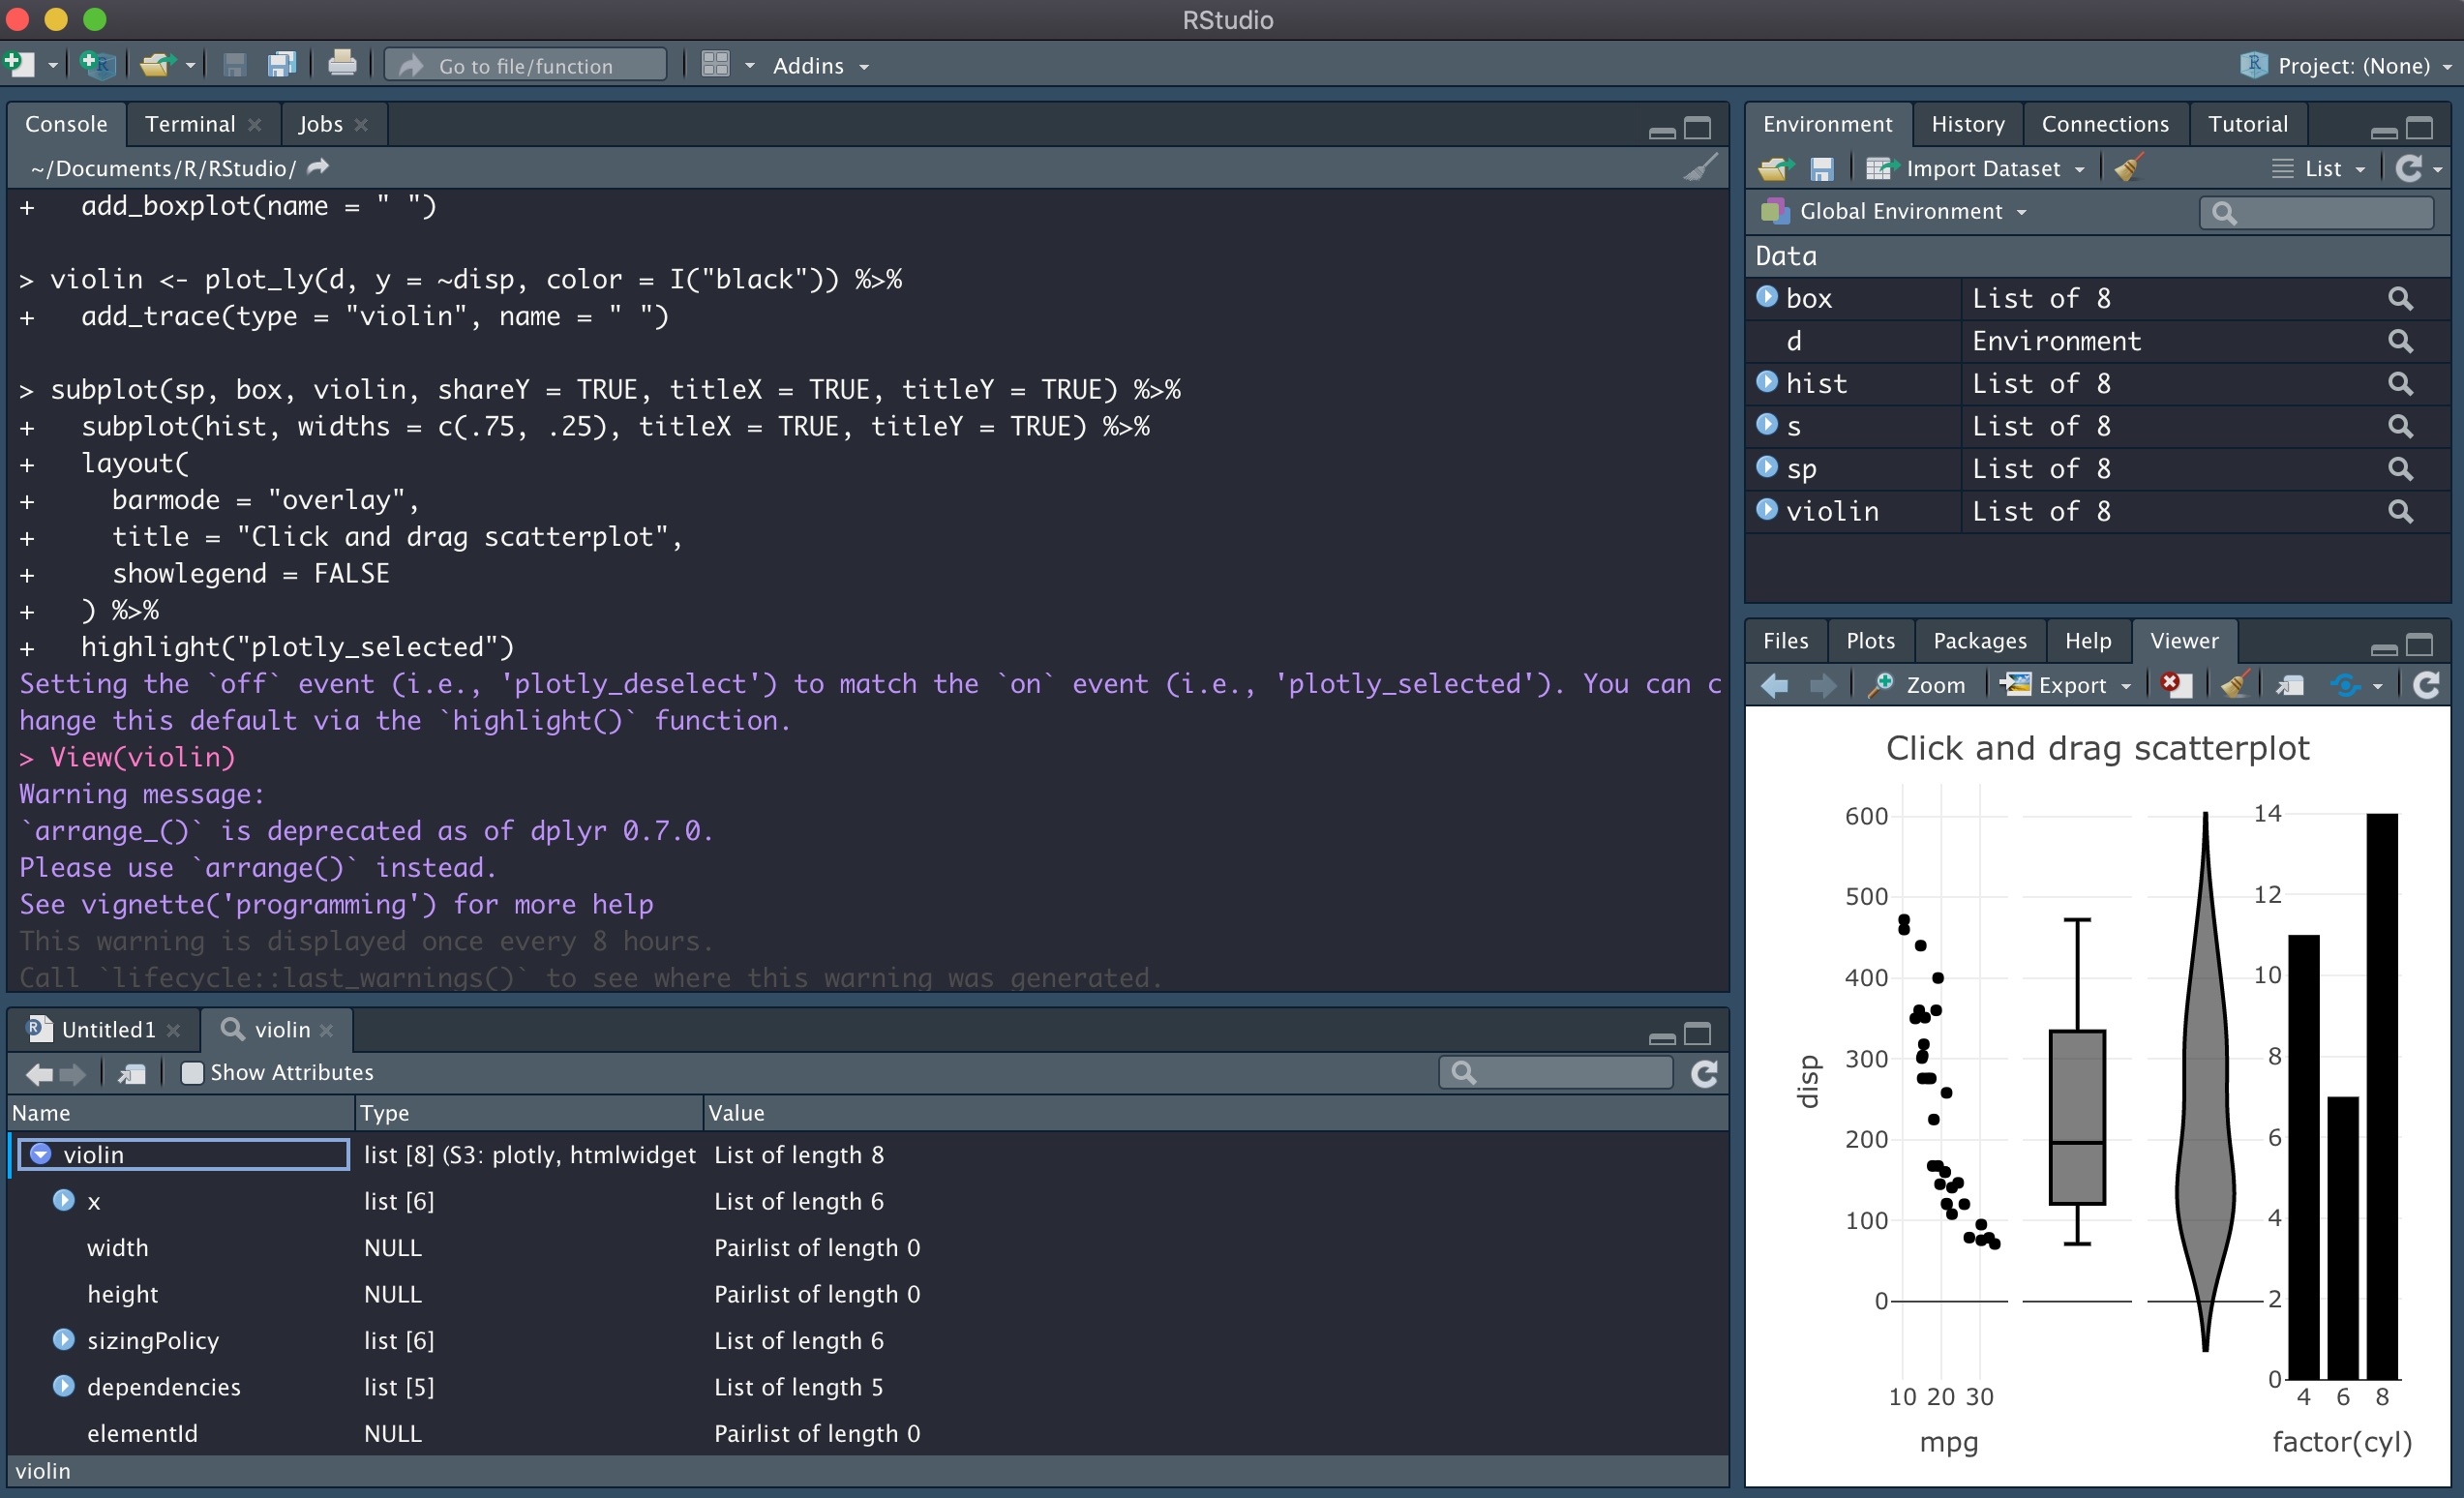 RStudio
Go to file/function
Addins
Project: (None)
Console
Terminal
Jobs
~/Documents/R/RStudio/
+   add_boxplot(name = " ")
> violin <- plot_ly(d, y = ~disp, color = I("black")) %>%
+   add_trace(type = "violin", name = " ")
> subplot(sp, box, violin, shareY = TRUE, titleX = TRUE, titleY = TRUE) %>%
+   subplot(hist, widths = c(.75, .25), titleX = TRUE, titleY = TRUE) %>%
+   layout(
+     barmode = "overlay",
+     title = "Click and drag scatterplot",
+     showlegend = FALSE
+   ) %>%
+   highlight("plotly_selected")
Setting the `off` event (i.e., 'plotly_deselect') to match the `on` event (i.e., 'plotly_selected'). You can c
hange this default via the `highlight()` function.
> View(violin)
Warning message:
`arrange_()` is deprecated as of dplyr 0.7.0.
Please use `arrange()` instead.
See vignette('programming') for more help
This warning is displayed once every 8 hours.
Call `lifecycle::last_warnings()` to see where this warning was generated.
Untitled1
violin
Show Attributes
Name Type Value
violin list [8] (S3: plotly, htmlwidget List of length 8
x list [6] List of length 6
width NULL Pairlist of length 0
height NULL Pairlist of length 0
sizingPolicy list [6] List of length 6
dependencies list [5] List of length 5
elementId NULL Pairlist of length 0
violin
Environment
History
Connections
Tutorial
Import Dataset
List
Global Environment
Data
box List of 8
d Environment
hist List of 8
s List of 8
sp List of 8
violin List of 8
Files
Plots
Packages
Help
Viewer
Zoom
Export
Click and drag scatterplot
600
500
400
300
200
100
0
disp
10 20 30
mpg
14
12
10
8
6
4
2
0
4 6 8
factor(cyl)